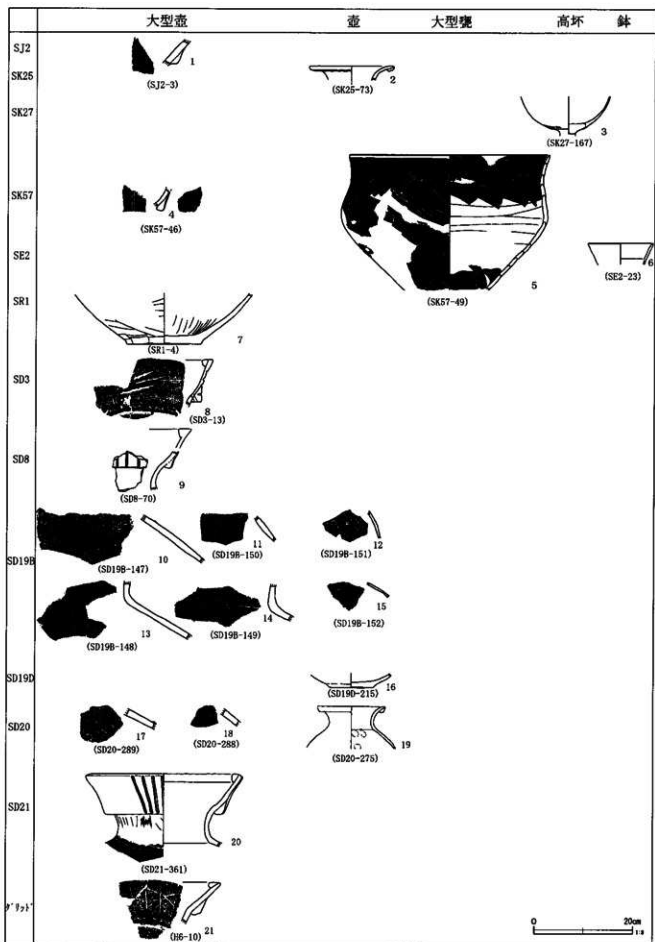 大型壺 壺 大型甕 高坏 鉢
SJ2
1
(SJ2-3)
SK25
2
(SK25-73)
SK27
3
(SK27-167)
SK57
4
(SK57-46)
5
(SK57-49)
SE2
6
(SE2-23)
SR1
7
(SR1-4)
SD3
8
(SD3-13)
SD8
9
(SD8-70)
SD19B
10
(SD19B-147)
11
(SD19B-150)
12
(SD19B-151)
13
(SD19B-148)
14
(SD19B-149)
15
(SD19B-152)
SD19D
16
(SD19D-215)
SD20
17
(SD20-289)
18
(SD20-288)
19
(SD20-275)
SD21
20
(SD21-361)
グリッド
21
(H6-10)
0 20cm
1:8